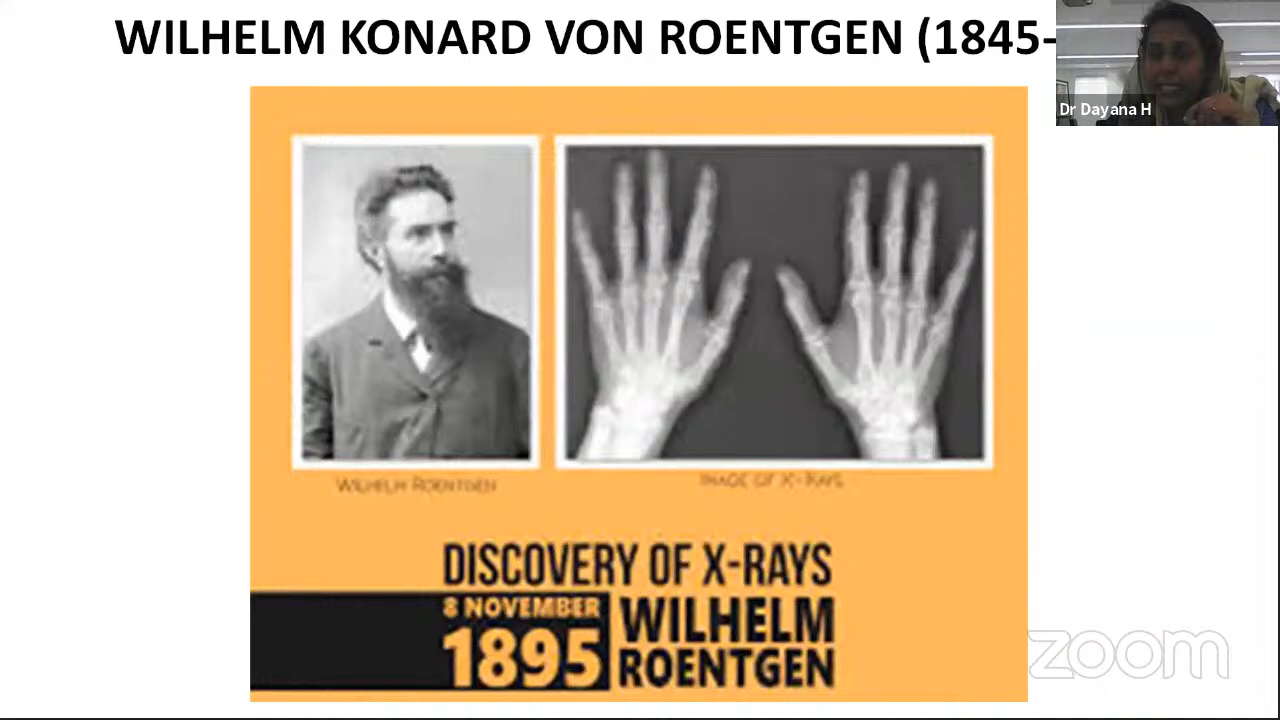 WILHELM KONARD VON ROENTGEN (1845-
Dr Dayana H
WILHELM ROENTGEN
IMAGE OF X-RAYS
DISCOVERY OF X-RAYS
8 NOVEMBER
1895
WILHELM
ROENTGEN
zoom